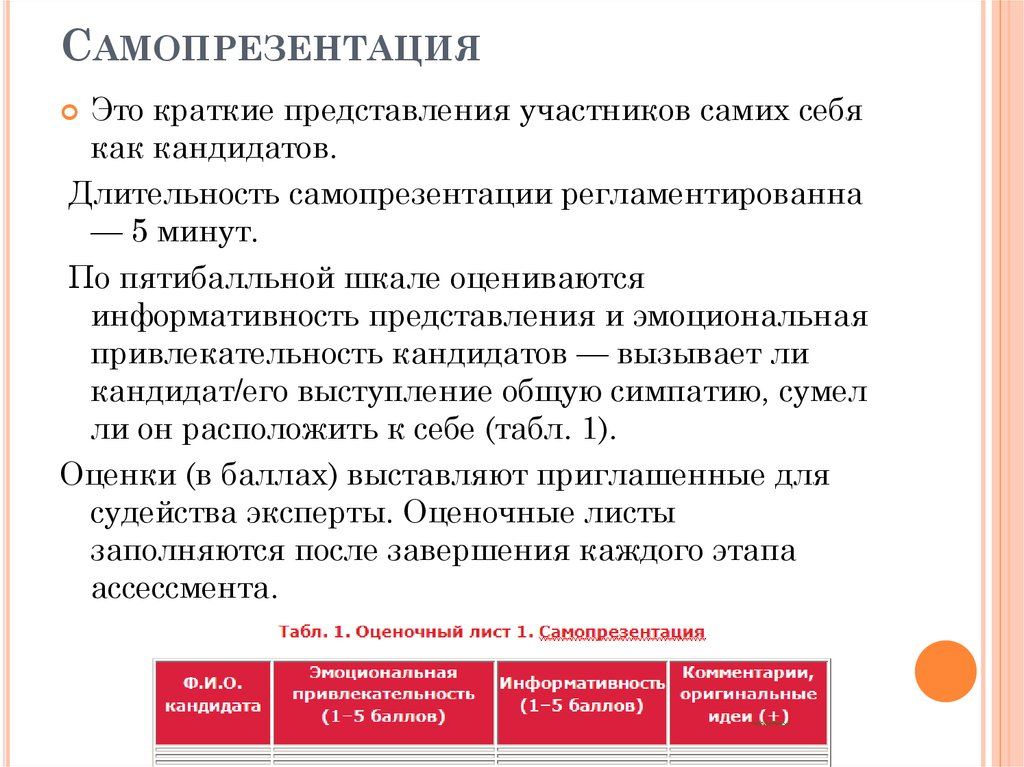 Самопрезентация
Это краткие представления участников самих себя
как кандидатов.
Длительность самопрезентации регламентированна
— 5 минут.
По пятибалльной шкале оцениваются
информативность представления и эмоциональная
привлекательность кандидатов — вызывает ли
кандидат/его выступление общую симпатию, сумел
ли он расположить к себе (табл. 1).
Оценки (в баллах) выставляют приглашенные для
судейства эксперты. Оценочные листы
заполняются после завершения каждого этапа
ассессмента.
Табл. 1. Оценочный лист 1. Самопрезентация
Ф.И.О.
кандидата
Эмоциональная
привлекательность
(1–5 баллов)
Информативность
(1–5 баллов)
Комментарии,
оригинальные
идеи (+)